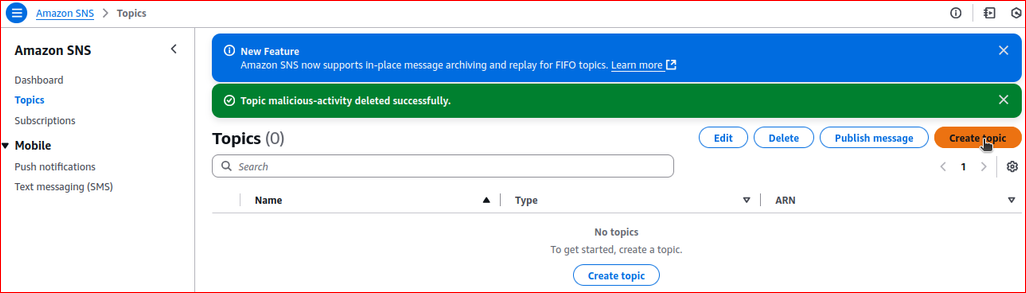 Amazon SNS > Topics
Amazon SNS
Dashboard
Topics
Subscriptions
Mobile
Push notifications
Text messaging (SMS)
New Feature
Amazon SNS now supports in-place message archiving and replay for FIFO topics. Learn more
Topic malicious-activity deleted successfully.
Topics (0)
Edit
Delete
Publish message
Create topic
Search
1
Name
Type
ARN
No topics
To get started, create a topic.
Create topic